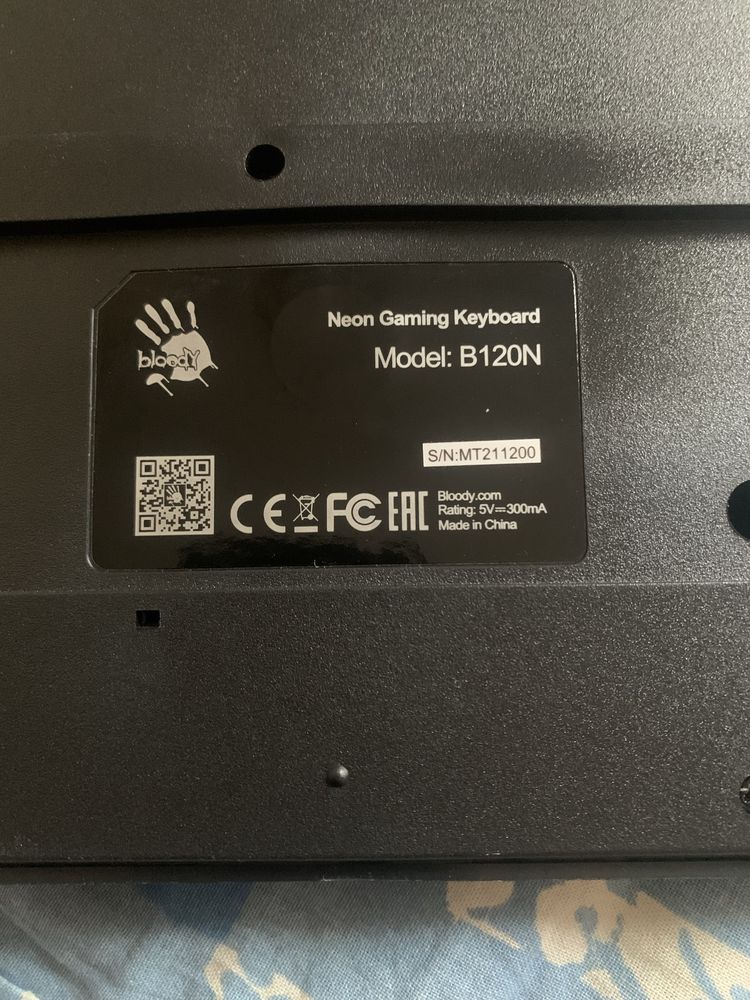 bloody
Neon Gaming Keyboard
Model: B120N
S/N:MT211200
CE FC EAC
Bloody.com
Rating: 5V⎓300mA
Made in China